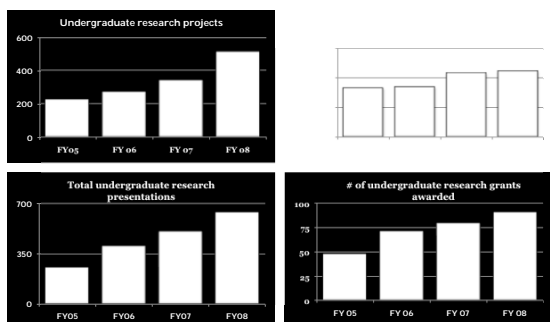 Undergraduate research projects
600
400
200
0
FY05 FY 06 FY 07 FY 08
Total undergraduate research
presentations
700
350
0
FY05 FY06 FY07 FY08
# of undergraduate research grants
awarded
100
75
50
25
0
FY 05 FY 06 FY 07 FY 08